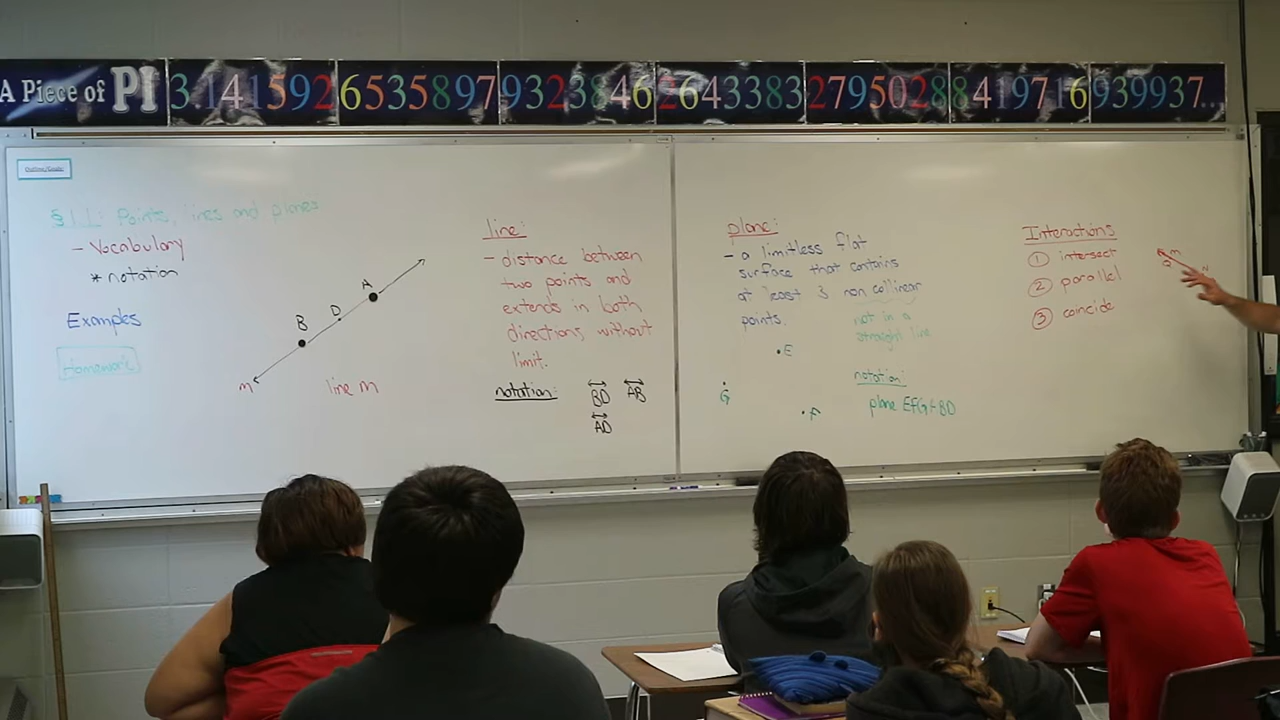 A Piece of PI 3.141592653589793238462643383279502884197169399937...
Outline/Goals:
§ 1.1: Points, lines and planes
- Vocabulary
* notation
Examples
Homework
A
D
B
m
line m
line:
- distance between
two points and
extends in both
directions without
limit.
notation: BD AB
AD
plane:
- a limitless flat
surface that contains
at least 3 non collinear
points.
not in a
straight line
E
G
F
notation:
plane EFG
Interactions
① intersect
② parallel
③ coincide
m